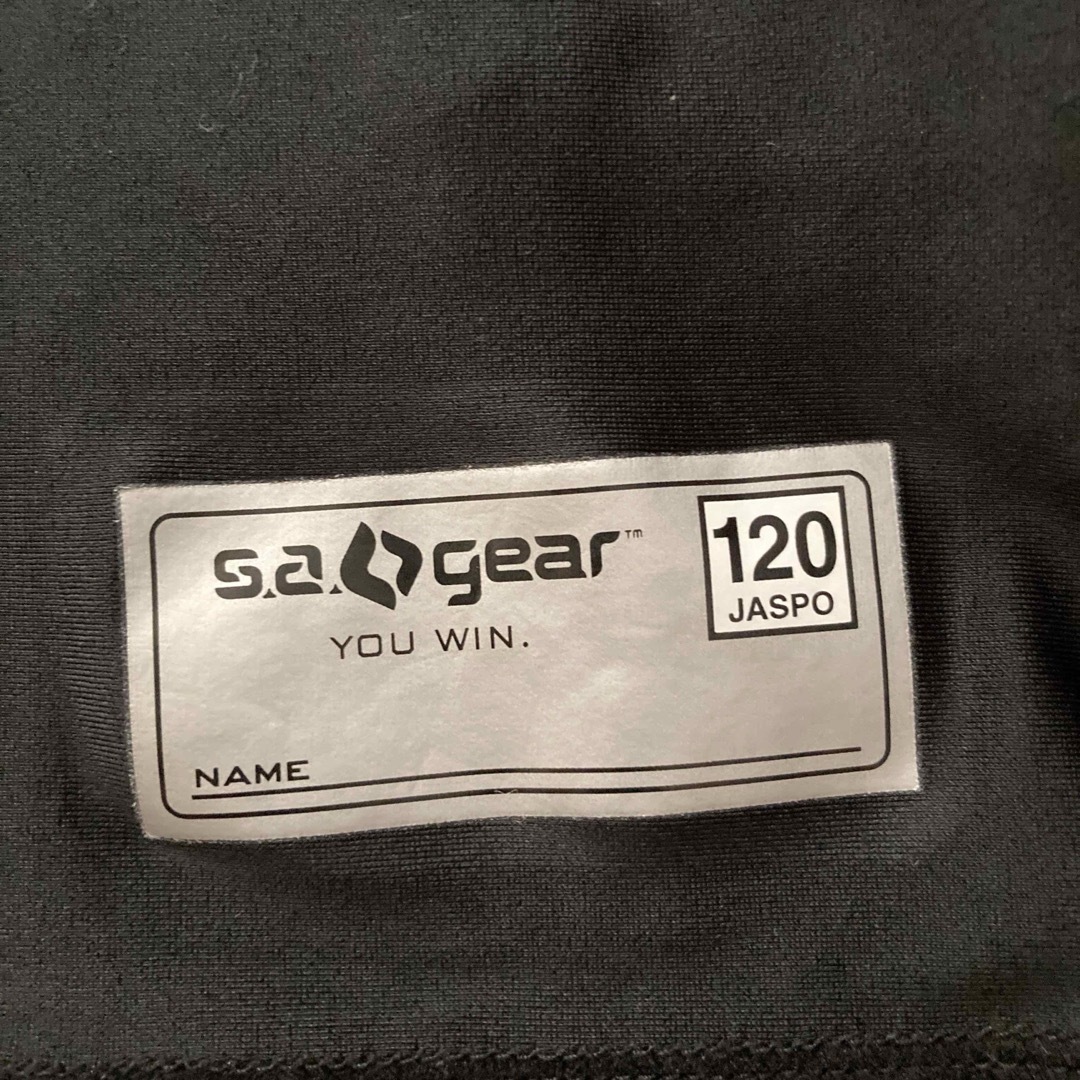 s.a. gear™
120
JASPO
YOU WIN.
NAME